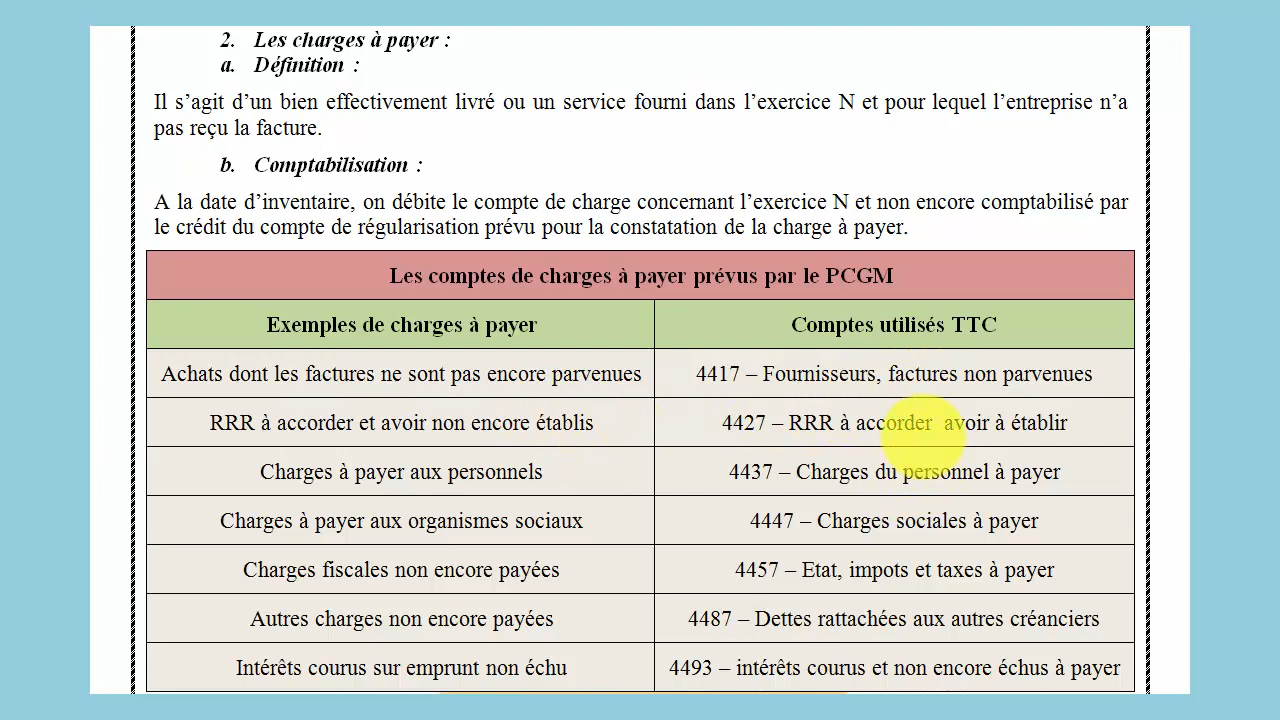 2. Les charges à payer :
a. Définition :
Il s’agit d’un bien effectivement livré ou un service fourni dans l’exercice N et pour lequel l’entreprise n’a
pas reçu la facture.
b. Comptabilisation :
A la date d’inventaire, on débite le compte de charge concernant l’exercice N et non encore comptabilisé par
le crédit du compte de régularisation prévu pour la constatation de la charge à payer.
Les comptes de charges à payer prévus par le PCGM
Exemples de charges à payer Comptes utilisés TTC
Achats dont les factures ne sont pas encore parvenues 4417 – Fournisseurs, factures non parvenues
RRR à accorder et avoir non encore établis 4427 – RRR à accorder avoir à établir
Charges à payer aux personnels 4437 – Charges du personnel à payer
Charges à payer aux organismes sociaux 4447 – Charges sociales à payer
Charges fiscales non encore payées 4457 – Etat, impots et taxes à payer
Autres charges non encore payées 4487 – Dettes rattachées aux autres créanciers
Intérêts courus sur emprunt non échu 4493 – intérêts courus et non encore échus à payer